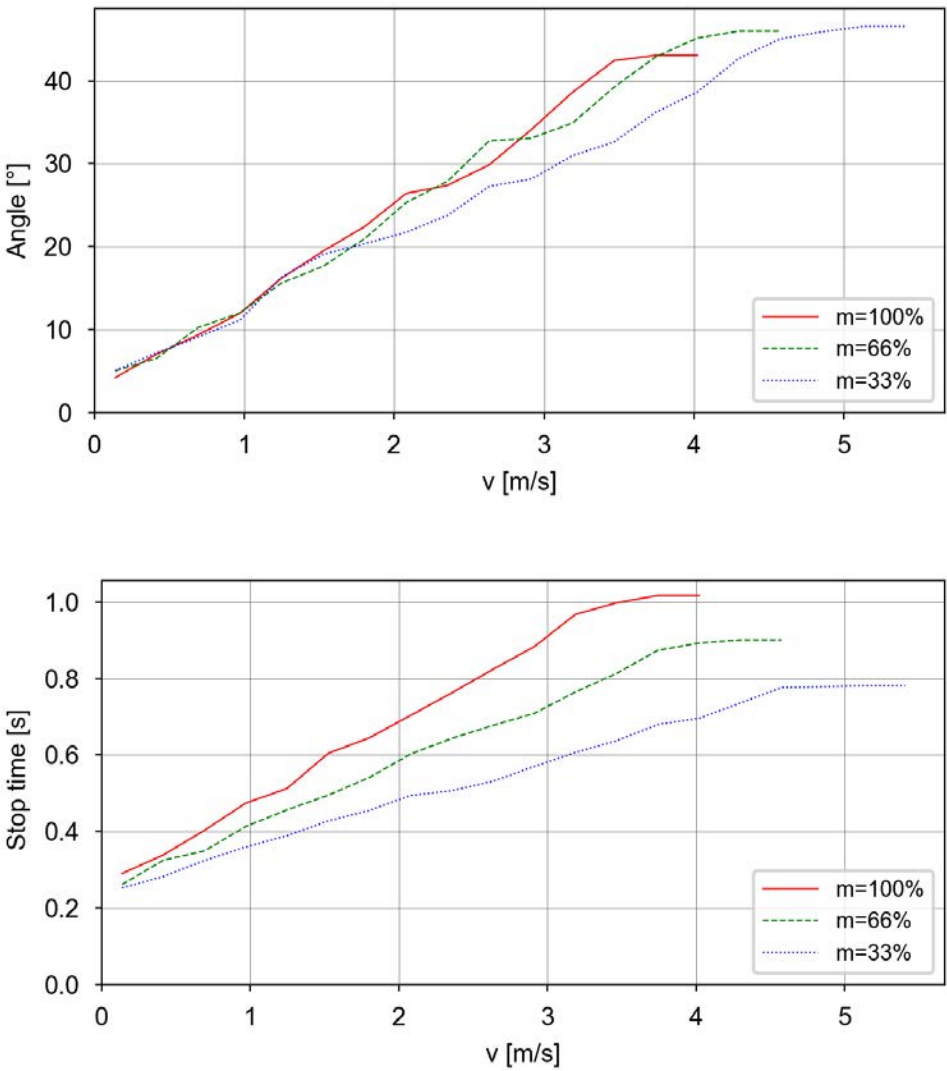 40
30
20
10
0
Angle [°]
m=100%
m=66%
m=33%
0 1 2 3 4 5
v [m/s]
1.0
0.8
0.6
0.4
0.2
0.0
Stop time [s]
m=100%
m=66%
m=33%
0 1 2 3 4 5
v [m/s]